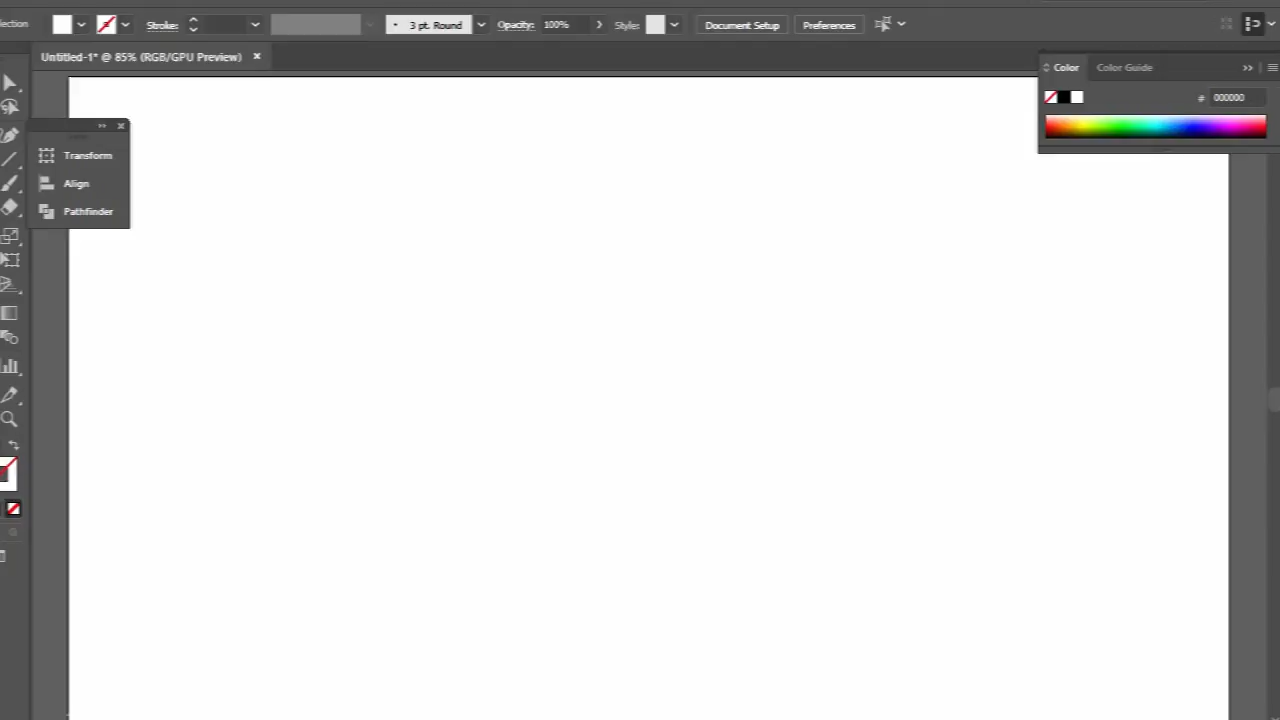 lection Stroke: 3 pt. Round Opacity: 100% Style: Document Setup Preferences
Untitled-1* @ 85% (RGB/GPU Preview)
Color Color Guide
# 000000
Transform
Align
Pathfinder